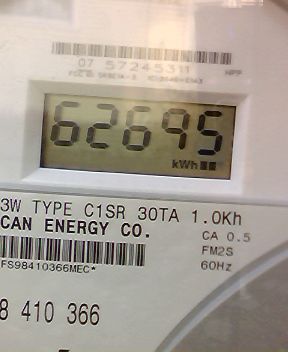 07 57245311
62695
kWh
3W TYPE C1SR 30TA 1.0Kh
CAN ENERGY CO.
CA 0.5
FM2S
60Hz
FS98410366MEC*
8 410 366